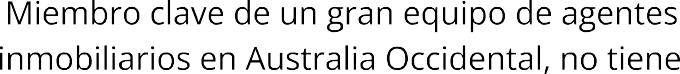 Miembro clave de un gran equipo de agentes
inmobiliarios en Australia Occidental, no tiene